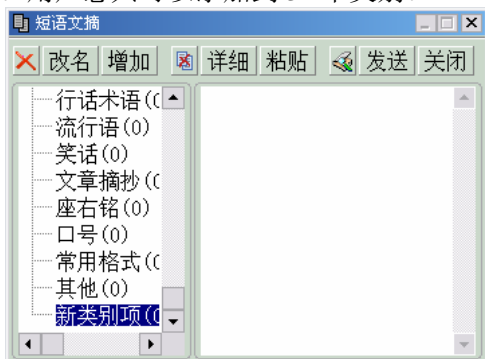 短语文摘
改名 增加 详细 粘贴 发送 关闭
行话术语(
流行语(0)
笑话(0)
文章摘抄(
座右铭(0)
口号(0)
常用格式(
其他(0)
新类别项(